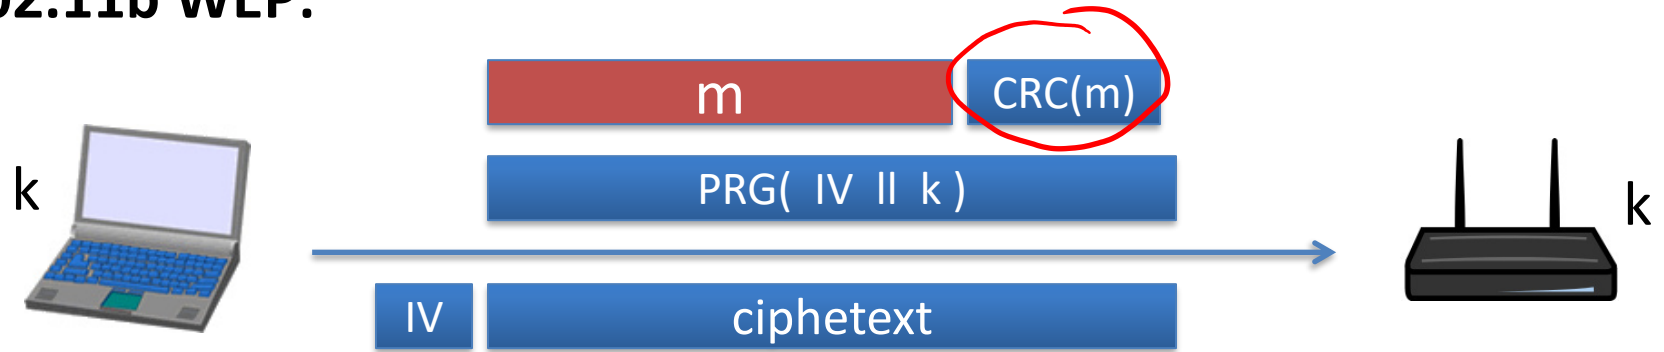 02.11b WEP:
m CRC(m)
k PRG( IV ll k ) k
IV ciphetext